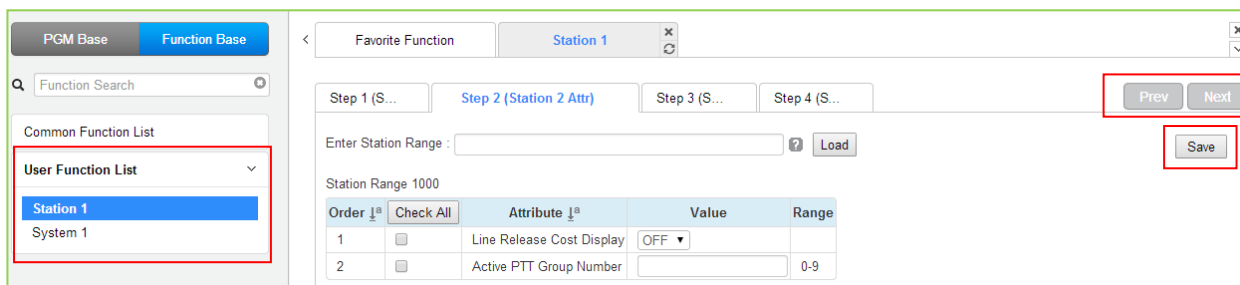 PGM Base Function Base
Function Search
Common Function List
User Function List
Station 1
System 1
Favorite Function Station 1
Step 1 (S... Step 2 (Station 2 Attr) Step 3 (S... Step 4 (S...
Prev Next
Enter Station Range : ? Load
Save
Station Range 1000
Order Check All Attribute Value Range
1 Line Release Cost Display OFF
2 Active PTT Group Number 0-9